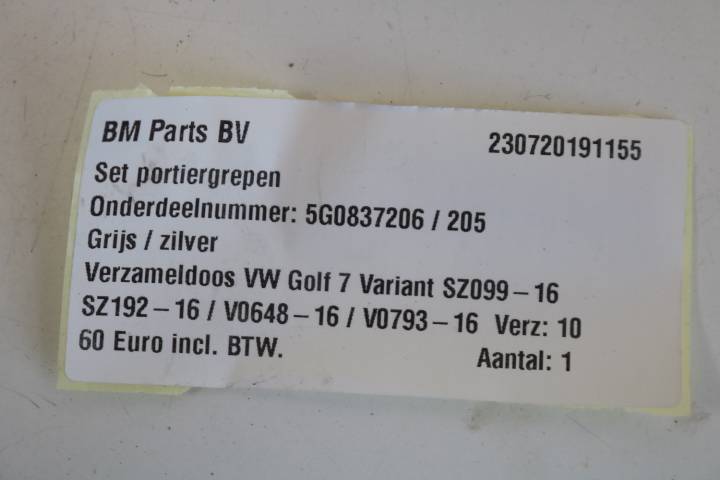 BM Parts BV 230720191155
Set portiergrepen
Onderdeelnummer: 5G0837206 / 205
Grijs / zilver
Verzameldoos VW Golf 7 Variant SZ099-16
SZ192-16 / V0648-16 / V0793-16 Verz: 10
60 Euro incl. BTW. Aantal: 1